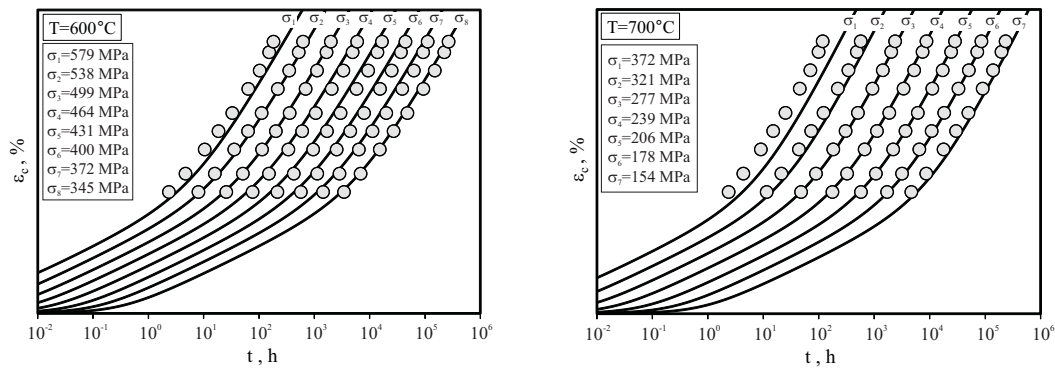 T=600°C
σ₁ σ₂ σ₃ σ₄ σ₅ σ₆ σ₇ σ₈
σ₁=579 MPa
σ₂=538 MPa
σ₃=499 MPa
σ₄=464 MPa
σ₅=431 MPa
σ₆=400 MPa
σ₇=372 MPa
σ₈=345 MPa
ε_c, %
10⁻² 10⁻¹ 10⁰ 10¹ 10² 10³ 10⁴ 10⁵ 10⁶
t , h
T=700°C
σ₁ σ₂ σ₃ σ₄ σ₅ σ₆ σ₇
σ₁=372 MPa
σ₂=321 MPa
σ₃=277 MPa
σ₄=239 MPa
σ₅=206 MPa
σ₆=178 MPa
σ₇=154 MPa
ε_c, %
10⁻² 10⁻¹ 10⁰ 10¹ 10² 10³ 10⁴ 10⁵ 10⁶
t , h